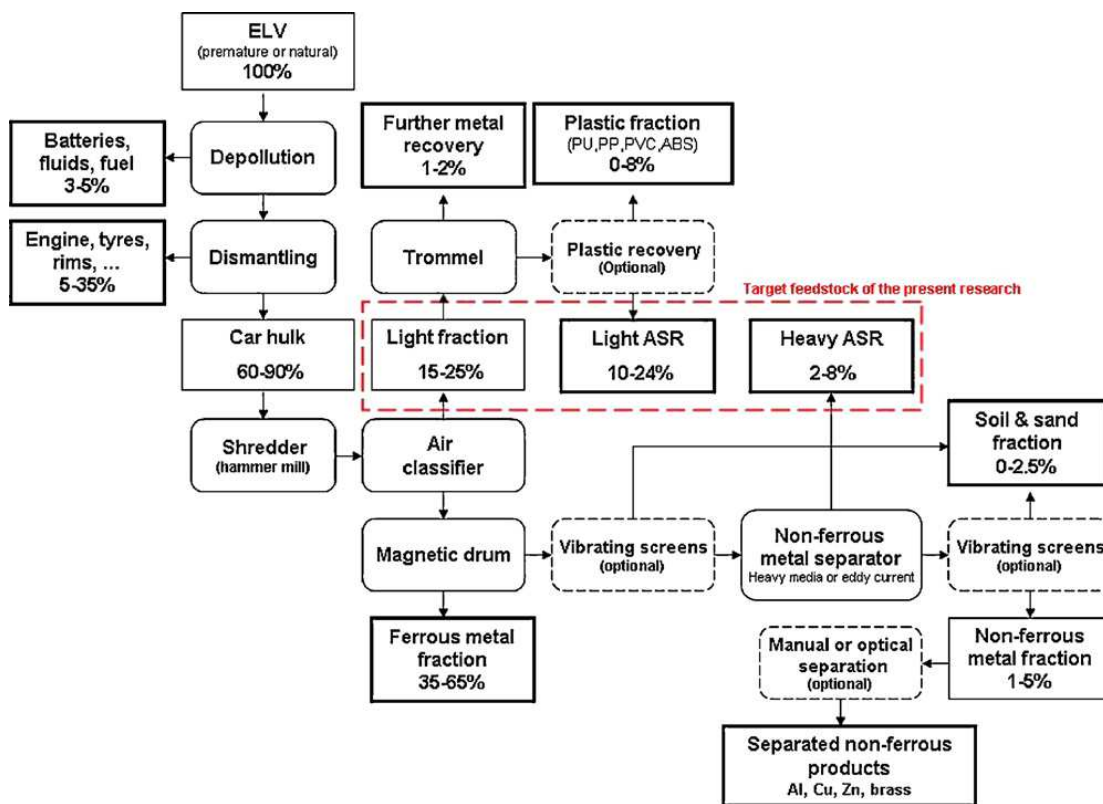 ELV
(premature or natural)
100%
Batteries,
fluids, fuel
3-5%
Depollution
Further metal
recovery
1-2%
Plastic fraction
(PU,PP,PVC,ABS)
0-8%
Engine, tyres,
rims, ...
5-35%
Dismantling
Trommel
Plastic recovery
(Optional)
Target feedstock of the present research
Car hulk
60-90%
Light fraction
15-25%
Light ASR
10-24%
Heavy ASR
2-8%
Shredder
(hammer mill)
Air
classifier
Soil & sand
fraction
0-2.5%
Magnetic drum
Vibrating screens
(optional)
Non-ferrous
metal separator
Heavy media or eddy current
Vibrating screens
(optional)
Ferrous metal
fraction
35-65%
Manual or optical
separation
(optional)
Non-ferrous
metal fraction
1-5%
Separated non-ferrous
products
Al, Cu, Zn, brass